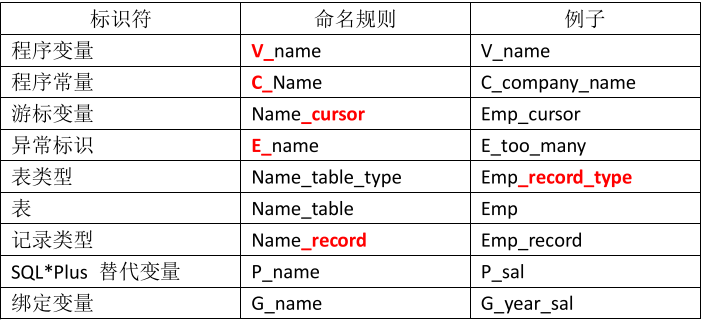 标识符 命名规则 例子
程序变量 V_name V_name
程序常量 C_Name C_company_name
游标变量 Name_cursor Emp_cursor
异常标识 E_name E_too_many
表类型 Name_table_type Emp_record_type
表 Name_table Emp
记录类型 Name_record Emp_record
SQL*Plus 替代变量 P_name P_sal
绑定变量 G_name G_year_sal